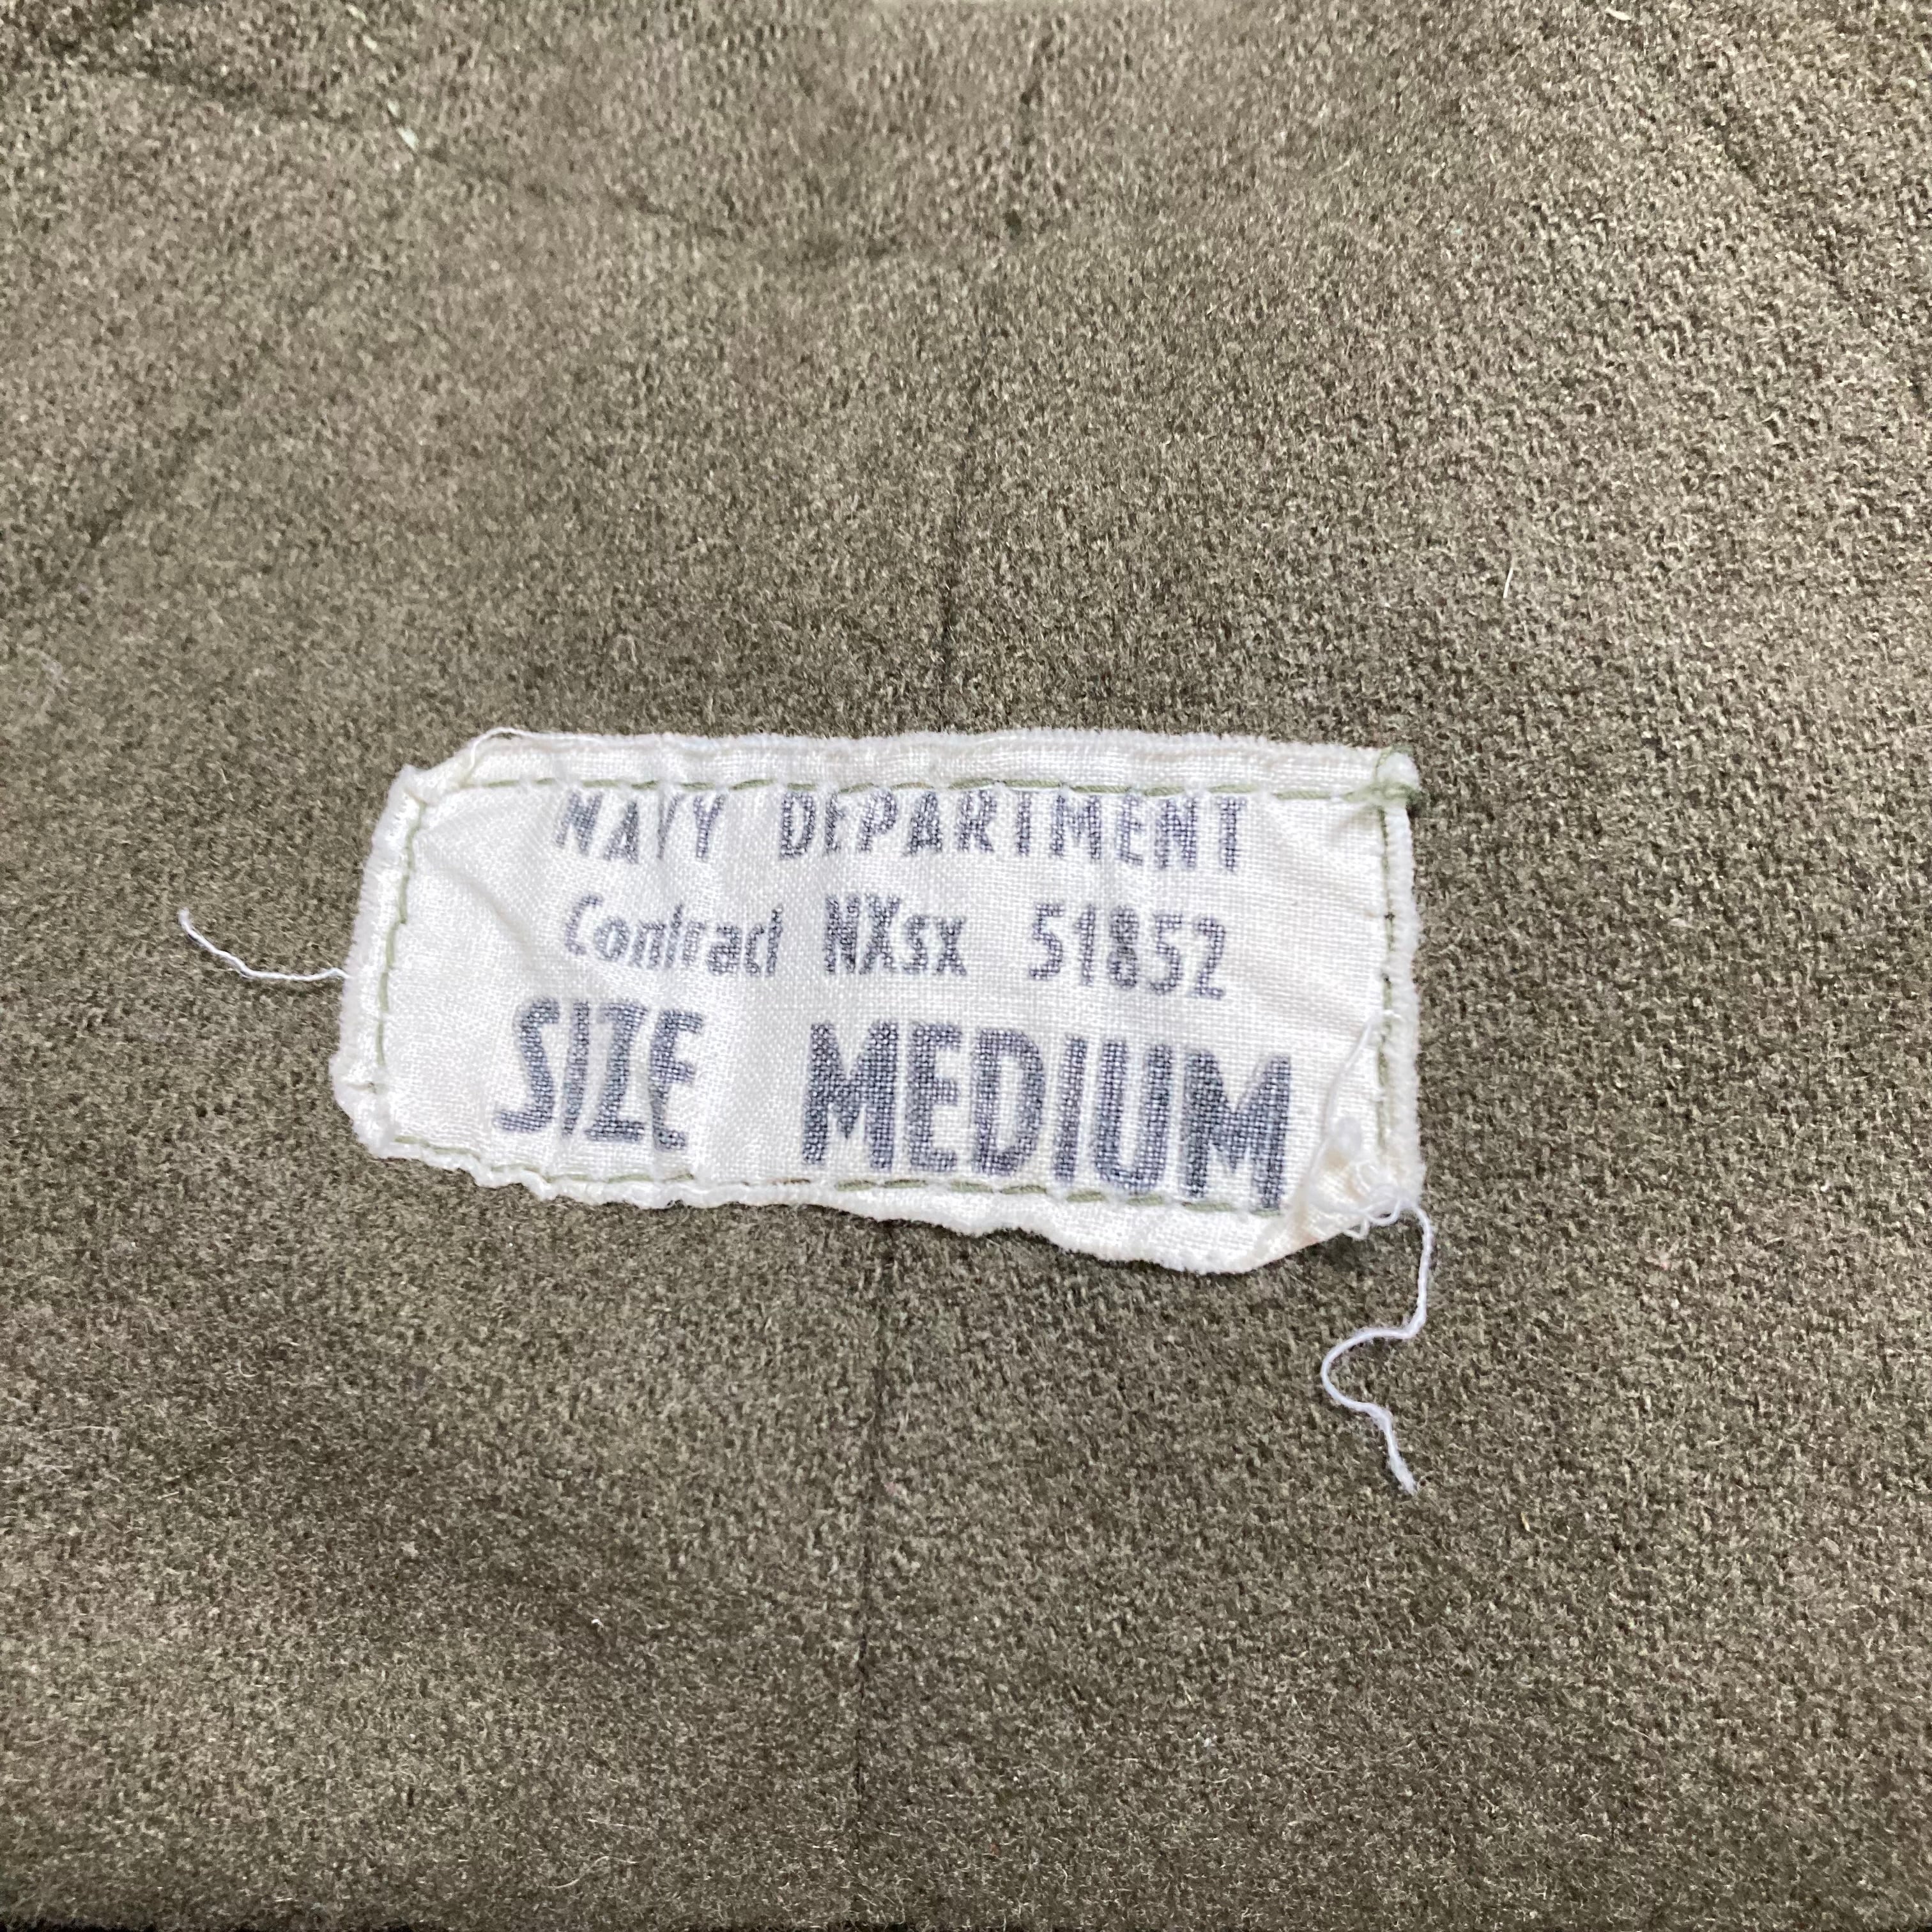 NAVY DEPARTMENT
Contract NXsx 51852
SIZE MEDIUM